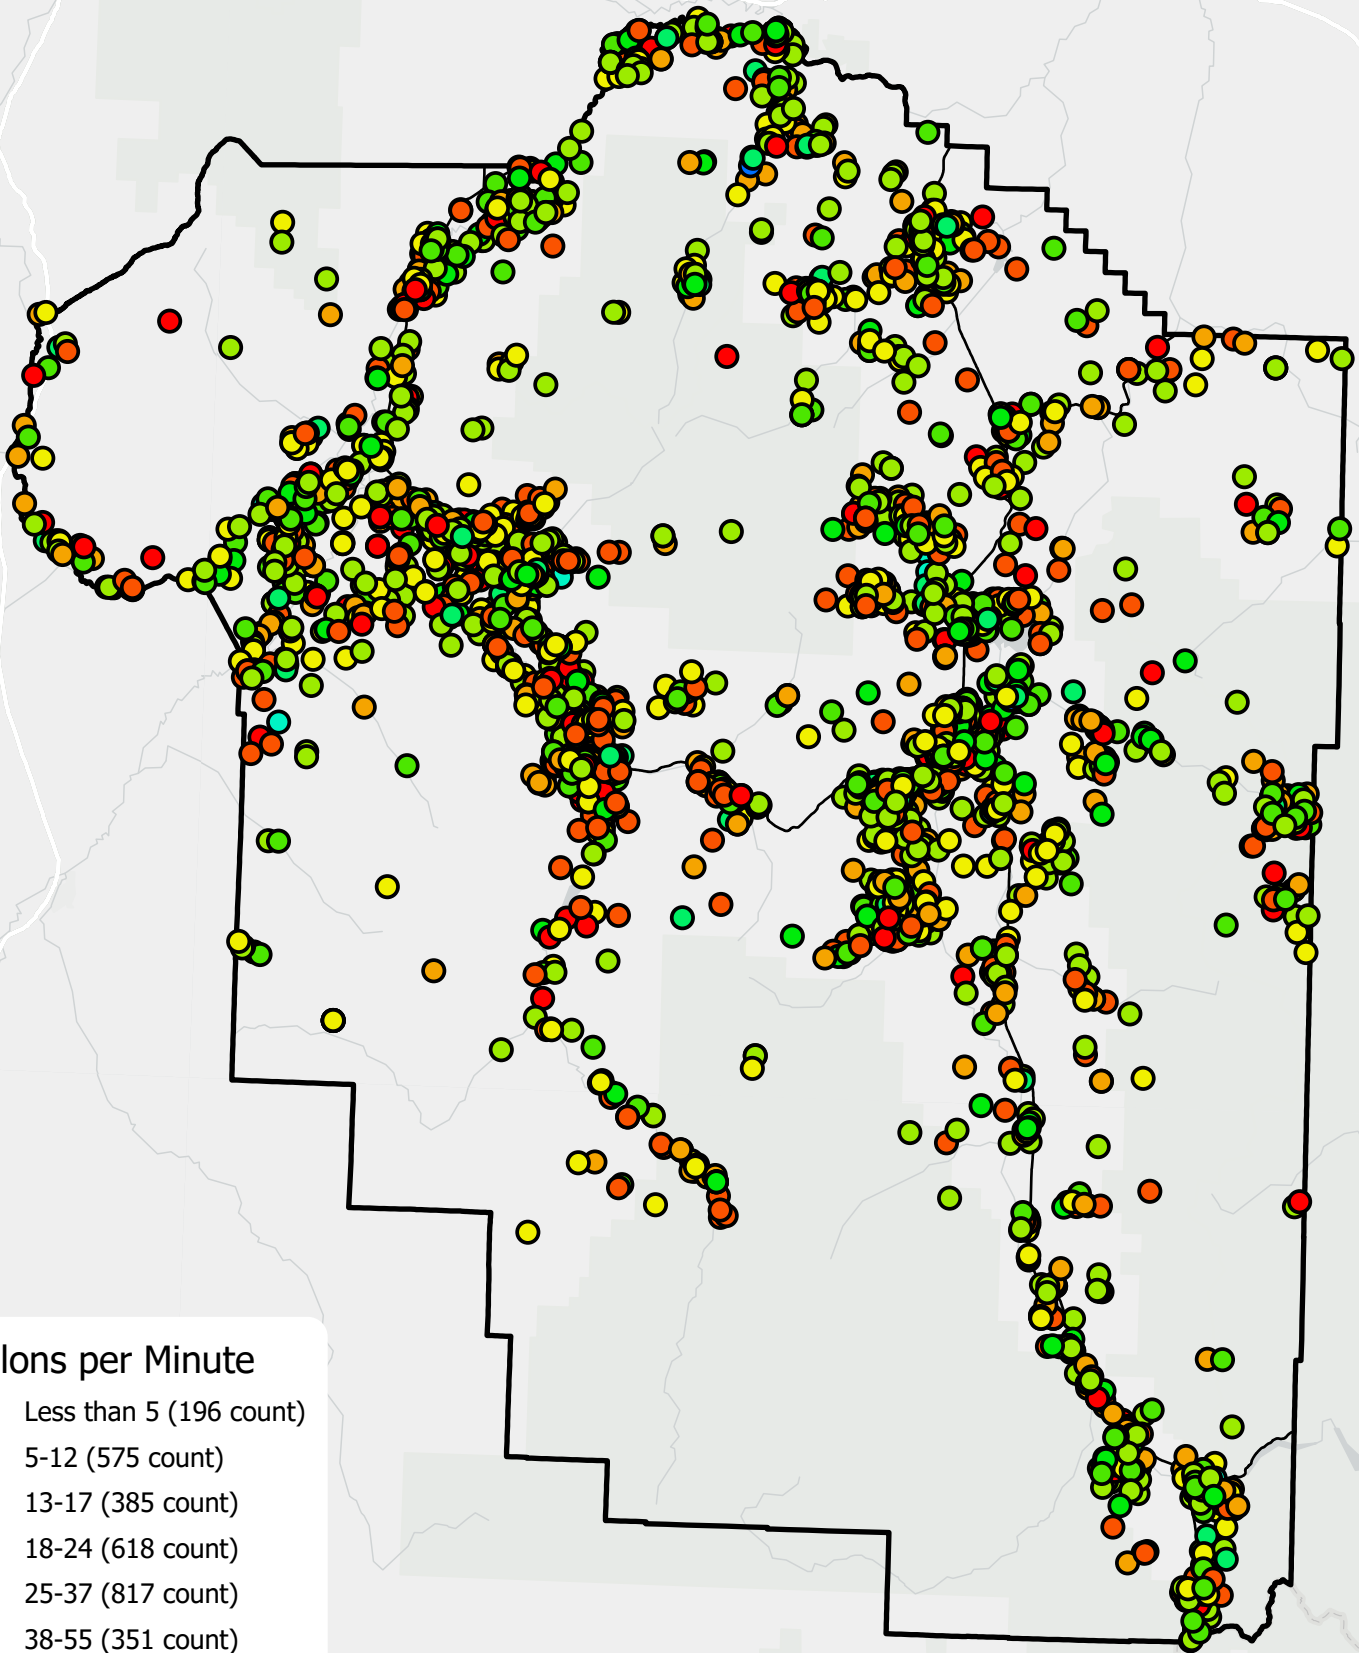 lons per Minute
Less than 5 (196 count)
5-12 (575 count)
13-17 (385 count)
18-24 (618 count)
25-37 (817 count)
38-55 (351 count)